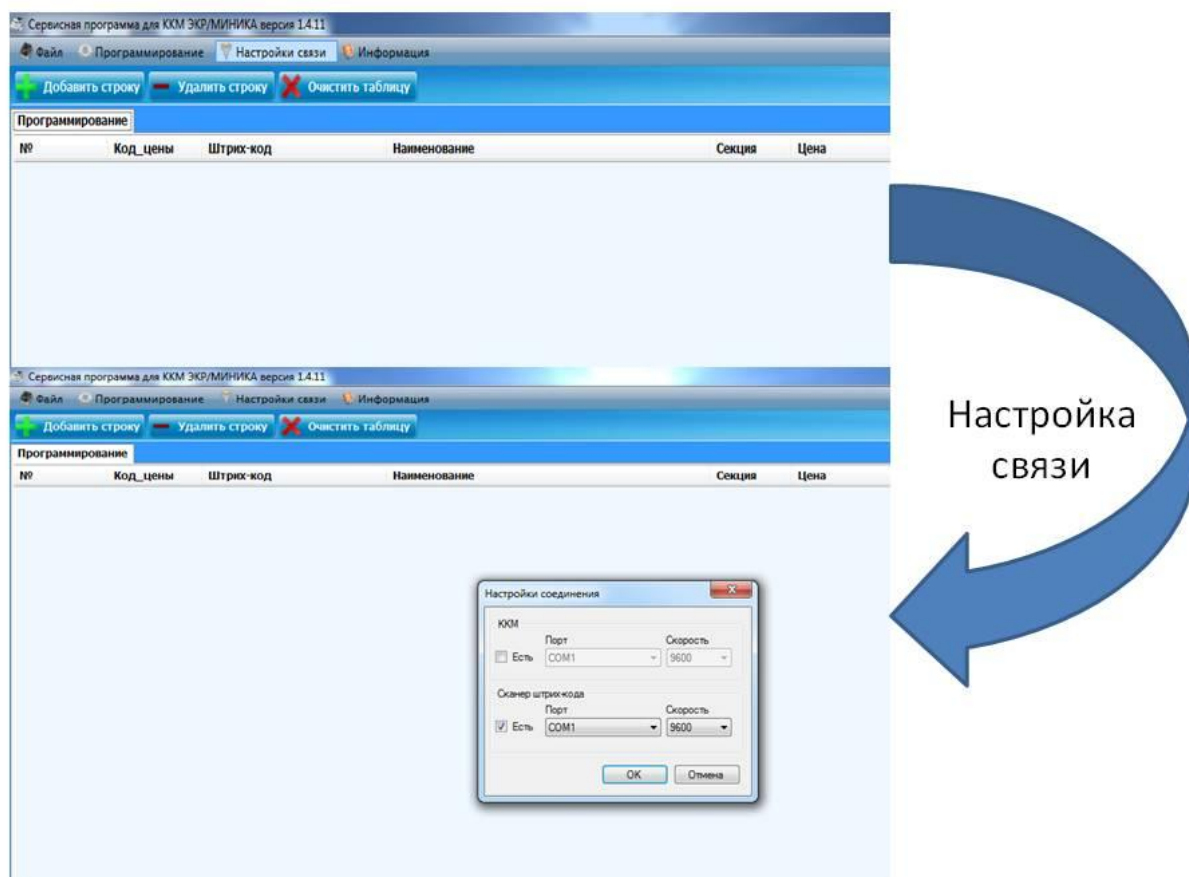 Сервисная программа для ККМ ЭКР/МИНИКА версия 1.4.11
Файл Программирование Настройки связи Информация
Добавить строку Удалить строку Очистить таблицу
Программирование
№ Код_цены Штрих-код Наименование Секция Цена
Сервисная программа для ККМ ЭКР/МИНИКА версия 1.4.11
Файл Программирование Настройки связи Информация
Добавить строку Удалить строку Очистить таблицу
Программирование
№ Код_цены Штрих-код Наименование Секция Цена
Настройки соединения
ККМ
Порт Скорость
Есть COM1 9600
Сканер штрих-кода
Порт Скорость
Есть COM1 9600
OK Отмена
Настройка
связи